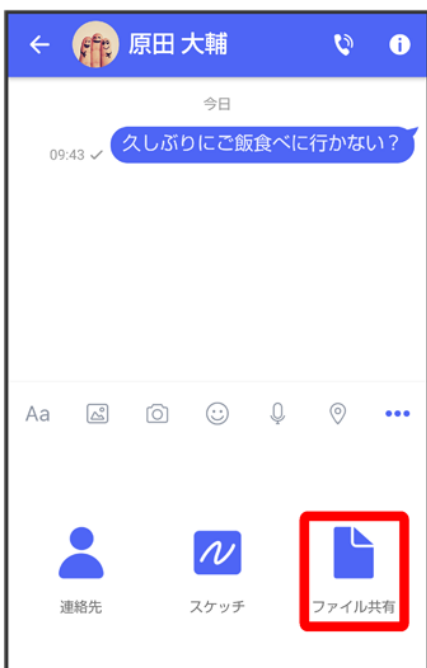 原田 大輔
今日
久しぶりにご飯食べに行かない？
09:43
Aa
連絡先
スケッチ
ファイル共有